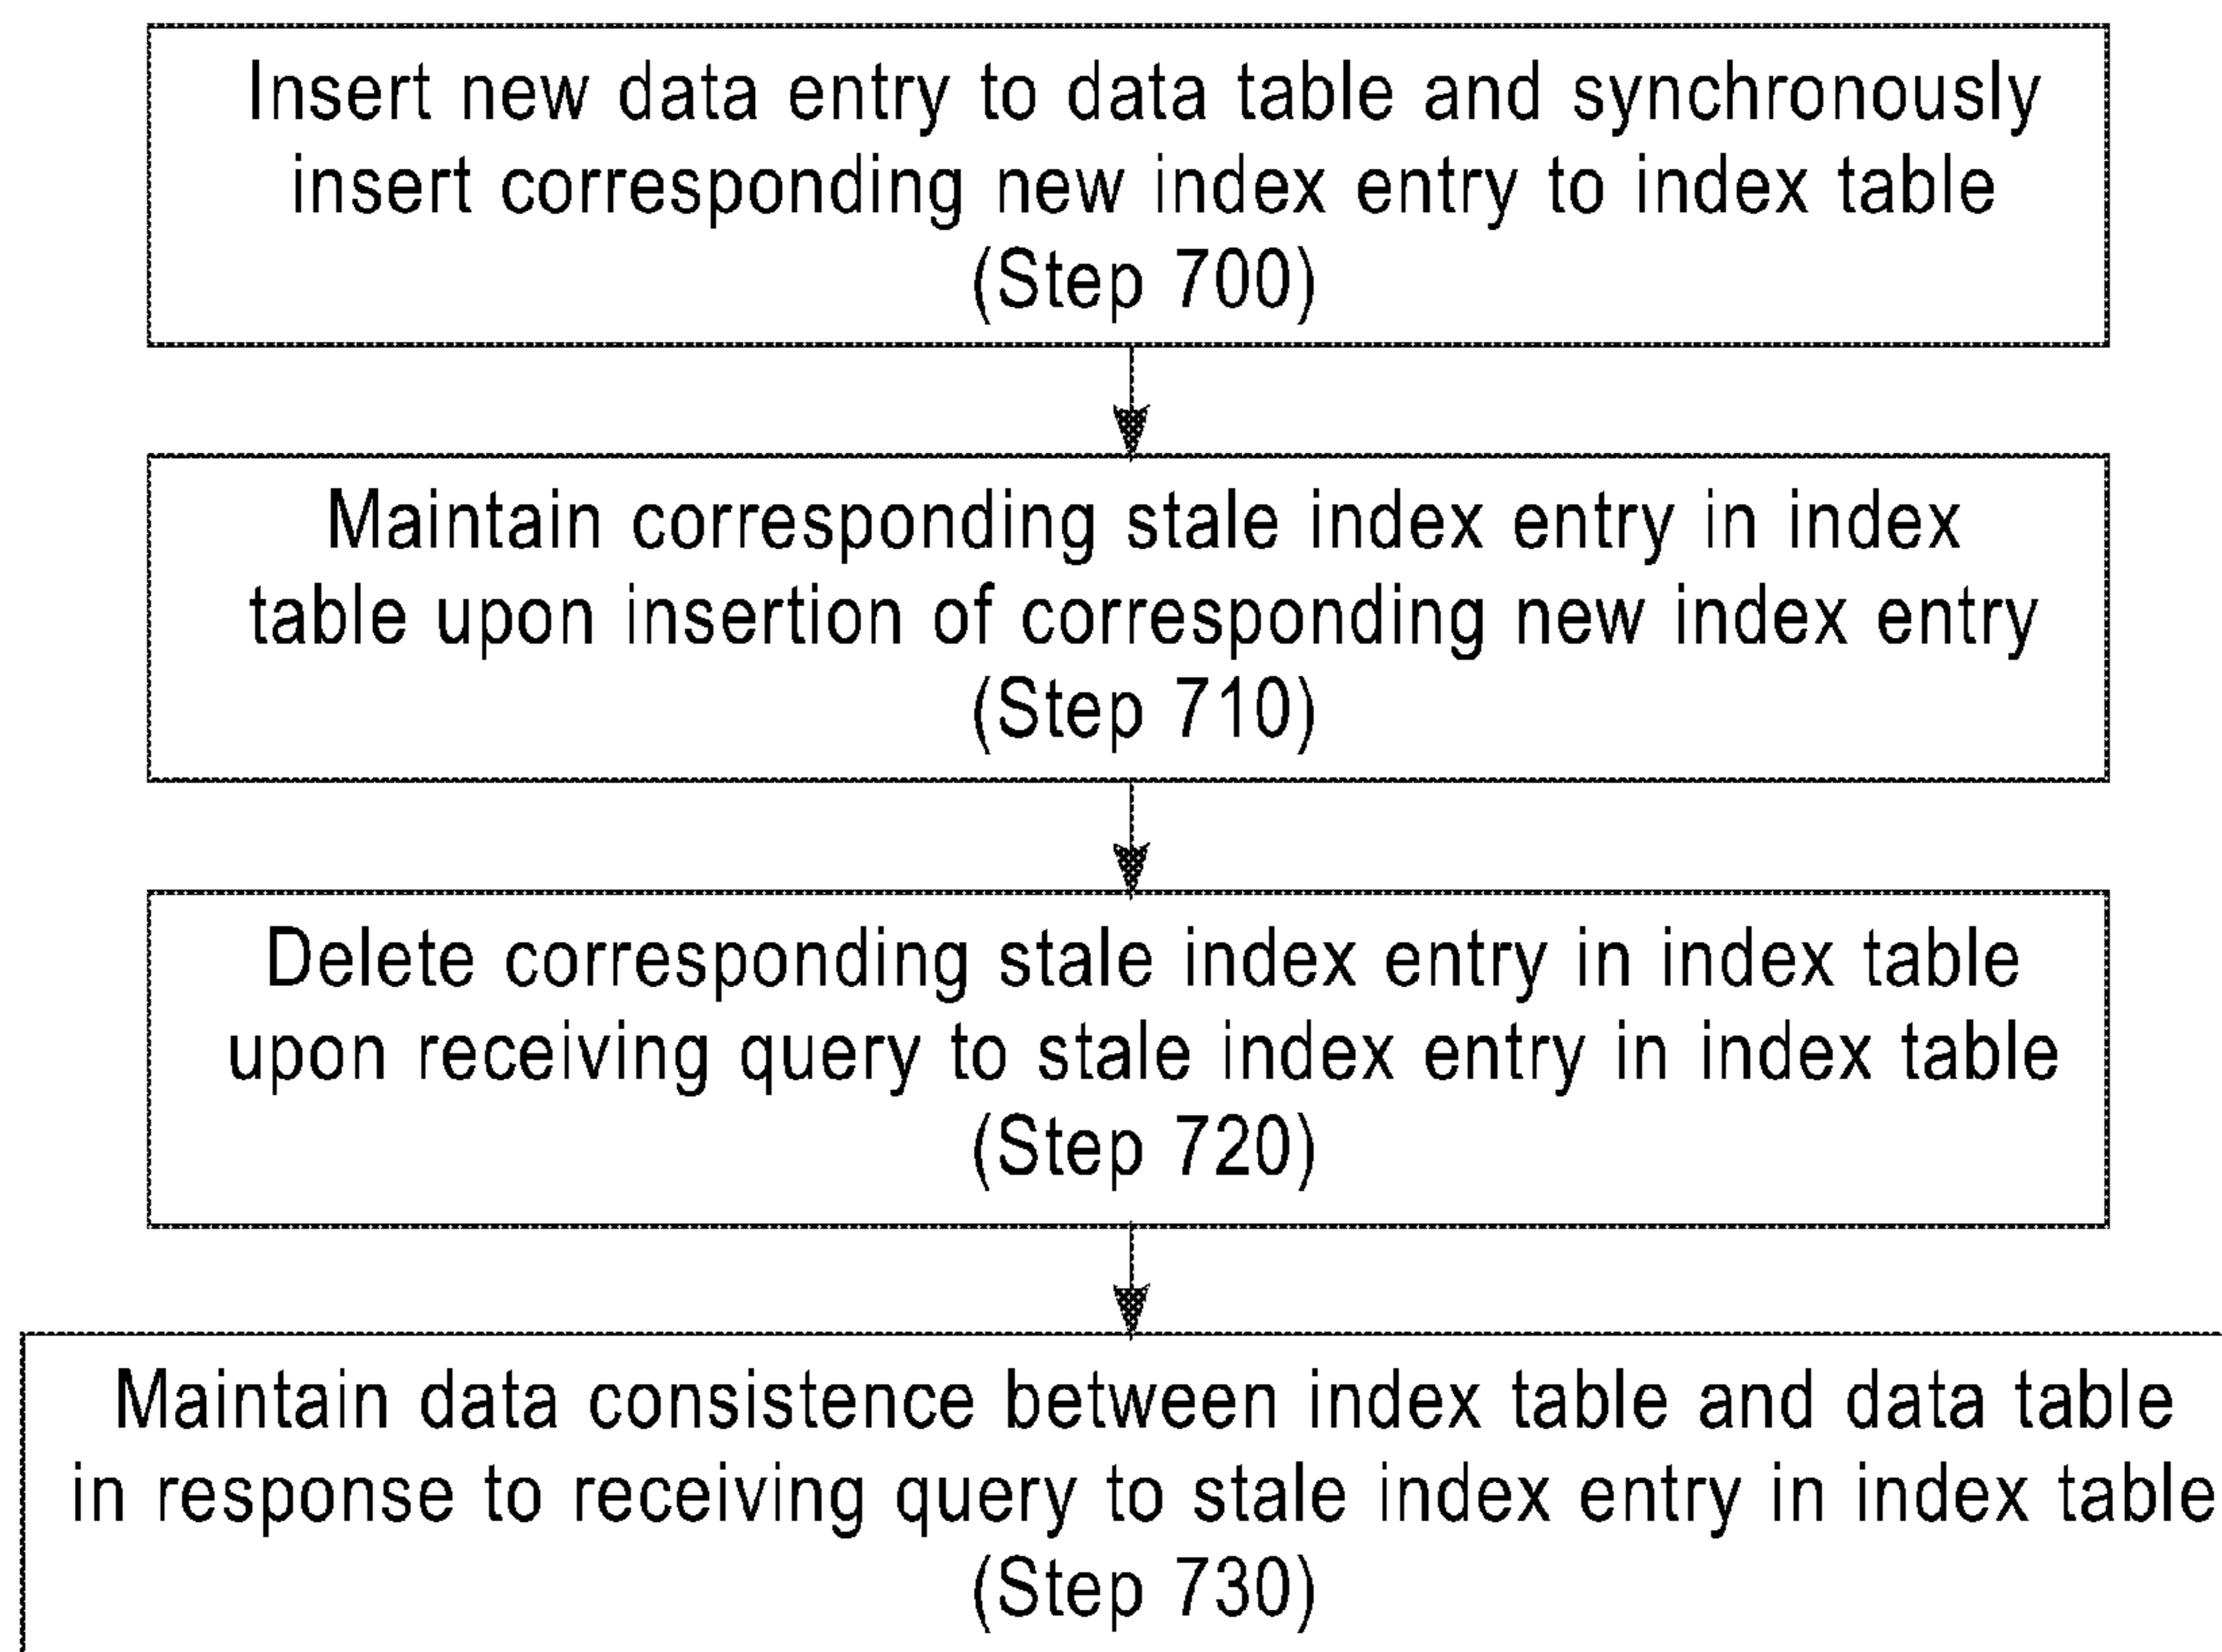 Insert new data entry to data table and synchronously
insert corresponding new index entry to index table
(Step 700)
Maintain corresponding stale index entry in index
table upon insertion of corresponding new index entry
(Step 710)
Delete corresponding stale index entry in index table
upon receiving query to stale index entry in index table
(Step 720)
Maintain data consistence between index table and data table
in response to receiving query to stale index entry in index table
(Step 730)